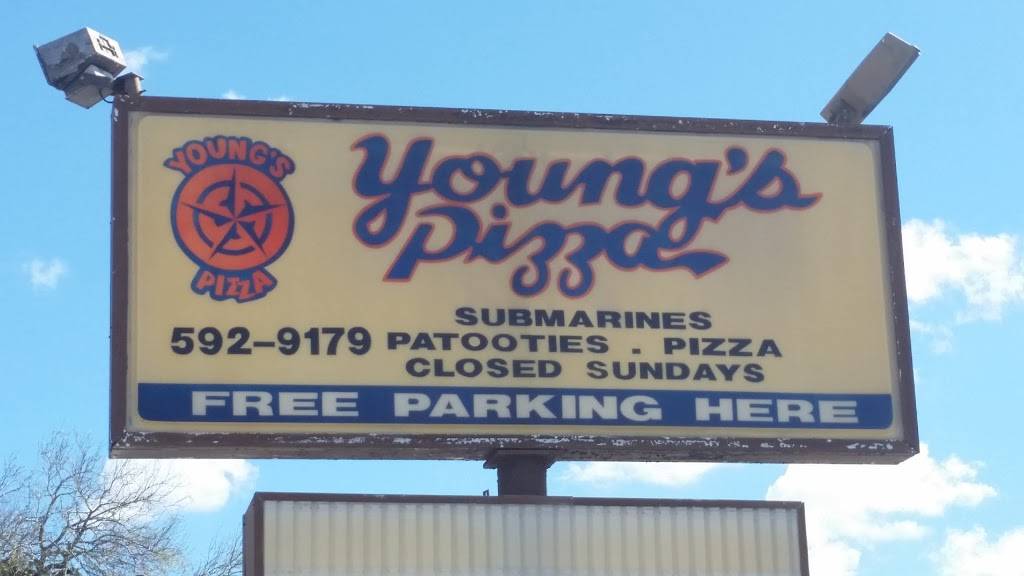 YOUNG'S
PIZZA
Young's
Pizza
SUBMARINES
592-9179 PATOOTIES . PIZZA
CLOSED SUNDAYS
FREE PARKING HERE